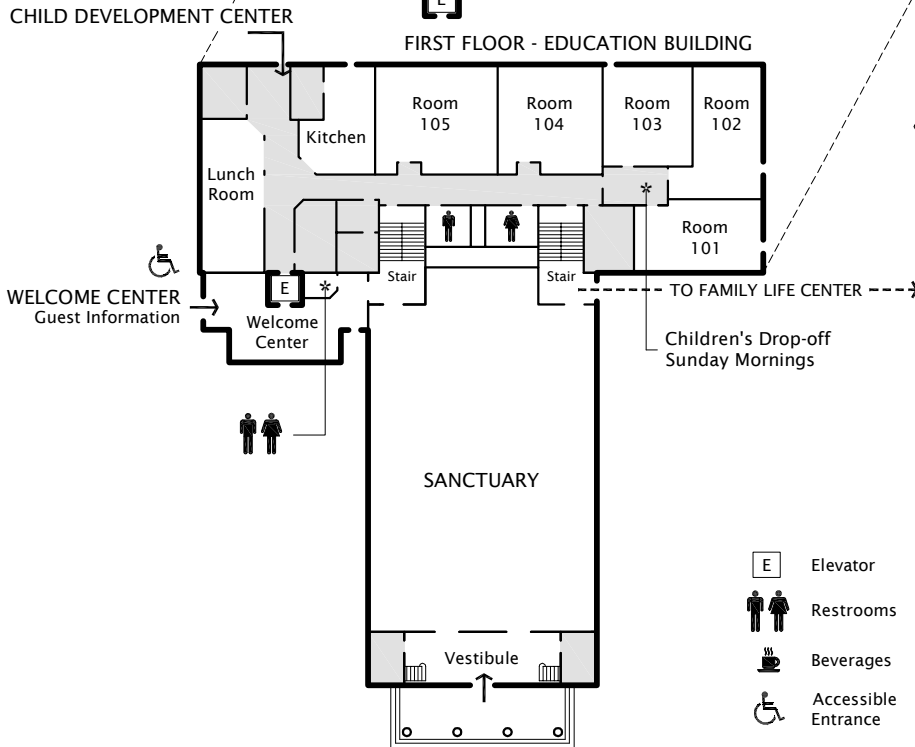 E
CHILD DEVELOPMENT CENTER
FIRST FLOOR - EDUCATION BUILDING
Room
105
Room
104
Room
103
Room
102
Kitchen
Lunch
Room
Room
101
Stair
Stair
E
WELCOME CENTER
Guest Information
Welcome
Center
TO FAMILY LIFE CENTER
Children's Drop-off
Sunday Mornings
SANCTUARY
Vestibule
E Elevator
Restrooms
Beverages
Accessible
Entrance